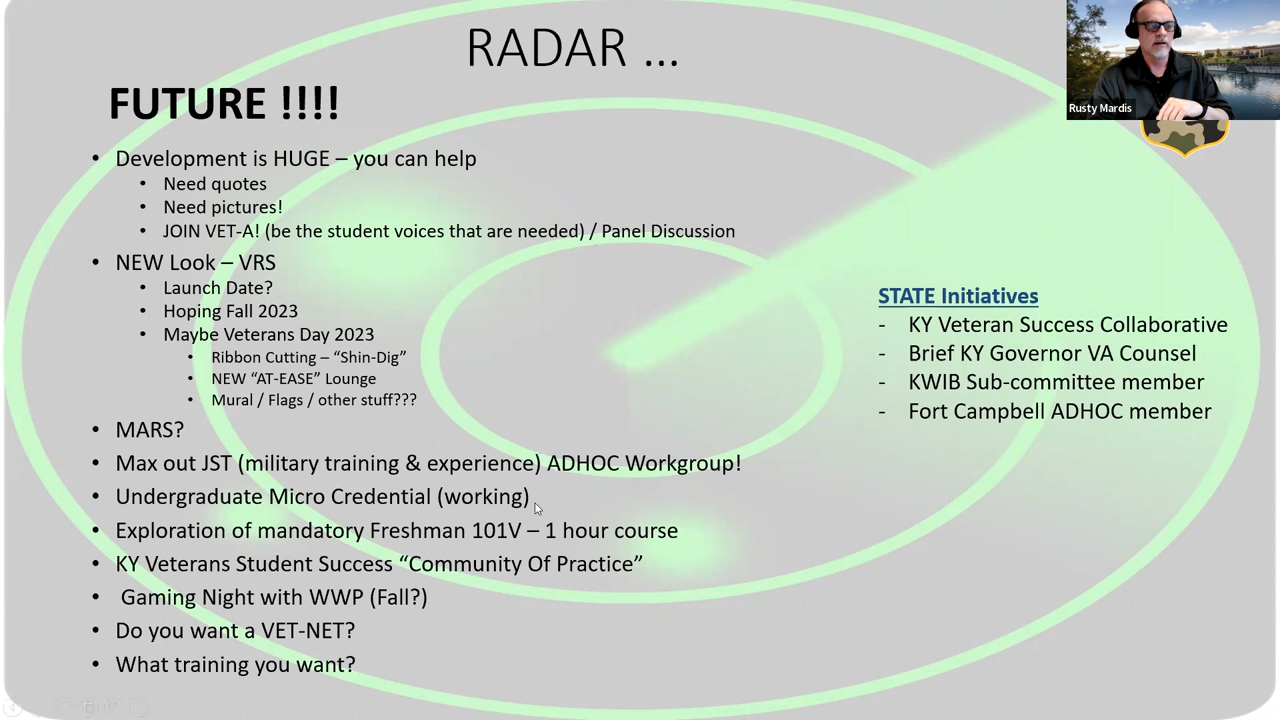 RADAR ...
Rusty Mardis
FUTURE !!!!
• Development is HUGE – you can help
• Need quotes
• Need pictures!
• JOIN VET-A! (be the student voices that are needed) / Panel Discussion
• NEW Look – VRS
• Launch Date?
• Hoping Fall 2023
• Maybe Veterans Day 2023
• Ribbon Cutting – “Shin-Dig”
• NEW “AT-EASE” Lounge
• Mural / Flags / other stuff???
• MARS?
• Max out JST (military training & experience) ADHOC Workgroup!
• Undergraduate Micro Credential (working)
• Exploration of mandatory Freshman 101V – 1 hour course
• KY Veterans Student Success “Community Of Practice”
• Gaming Night with WWP (Fall?)
• Do you want a VET-NET?
• What training you want?
STATE Initiatives
- KY Veteran Success Collaborative
- Brief KY Governor VA Counsel
- KWIB Sub-committee member
- Fort Campbell ADHOC member